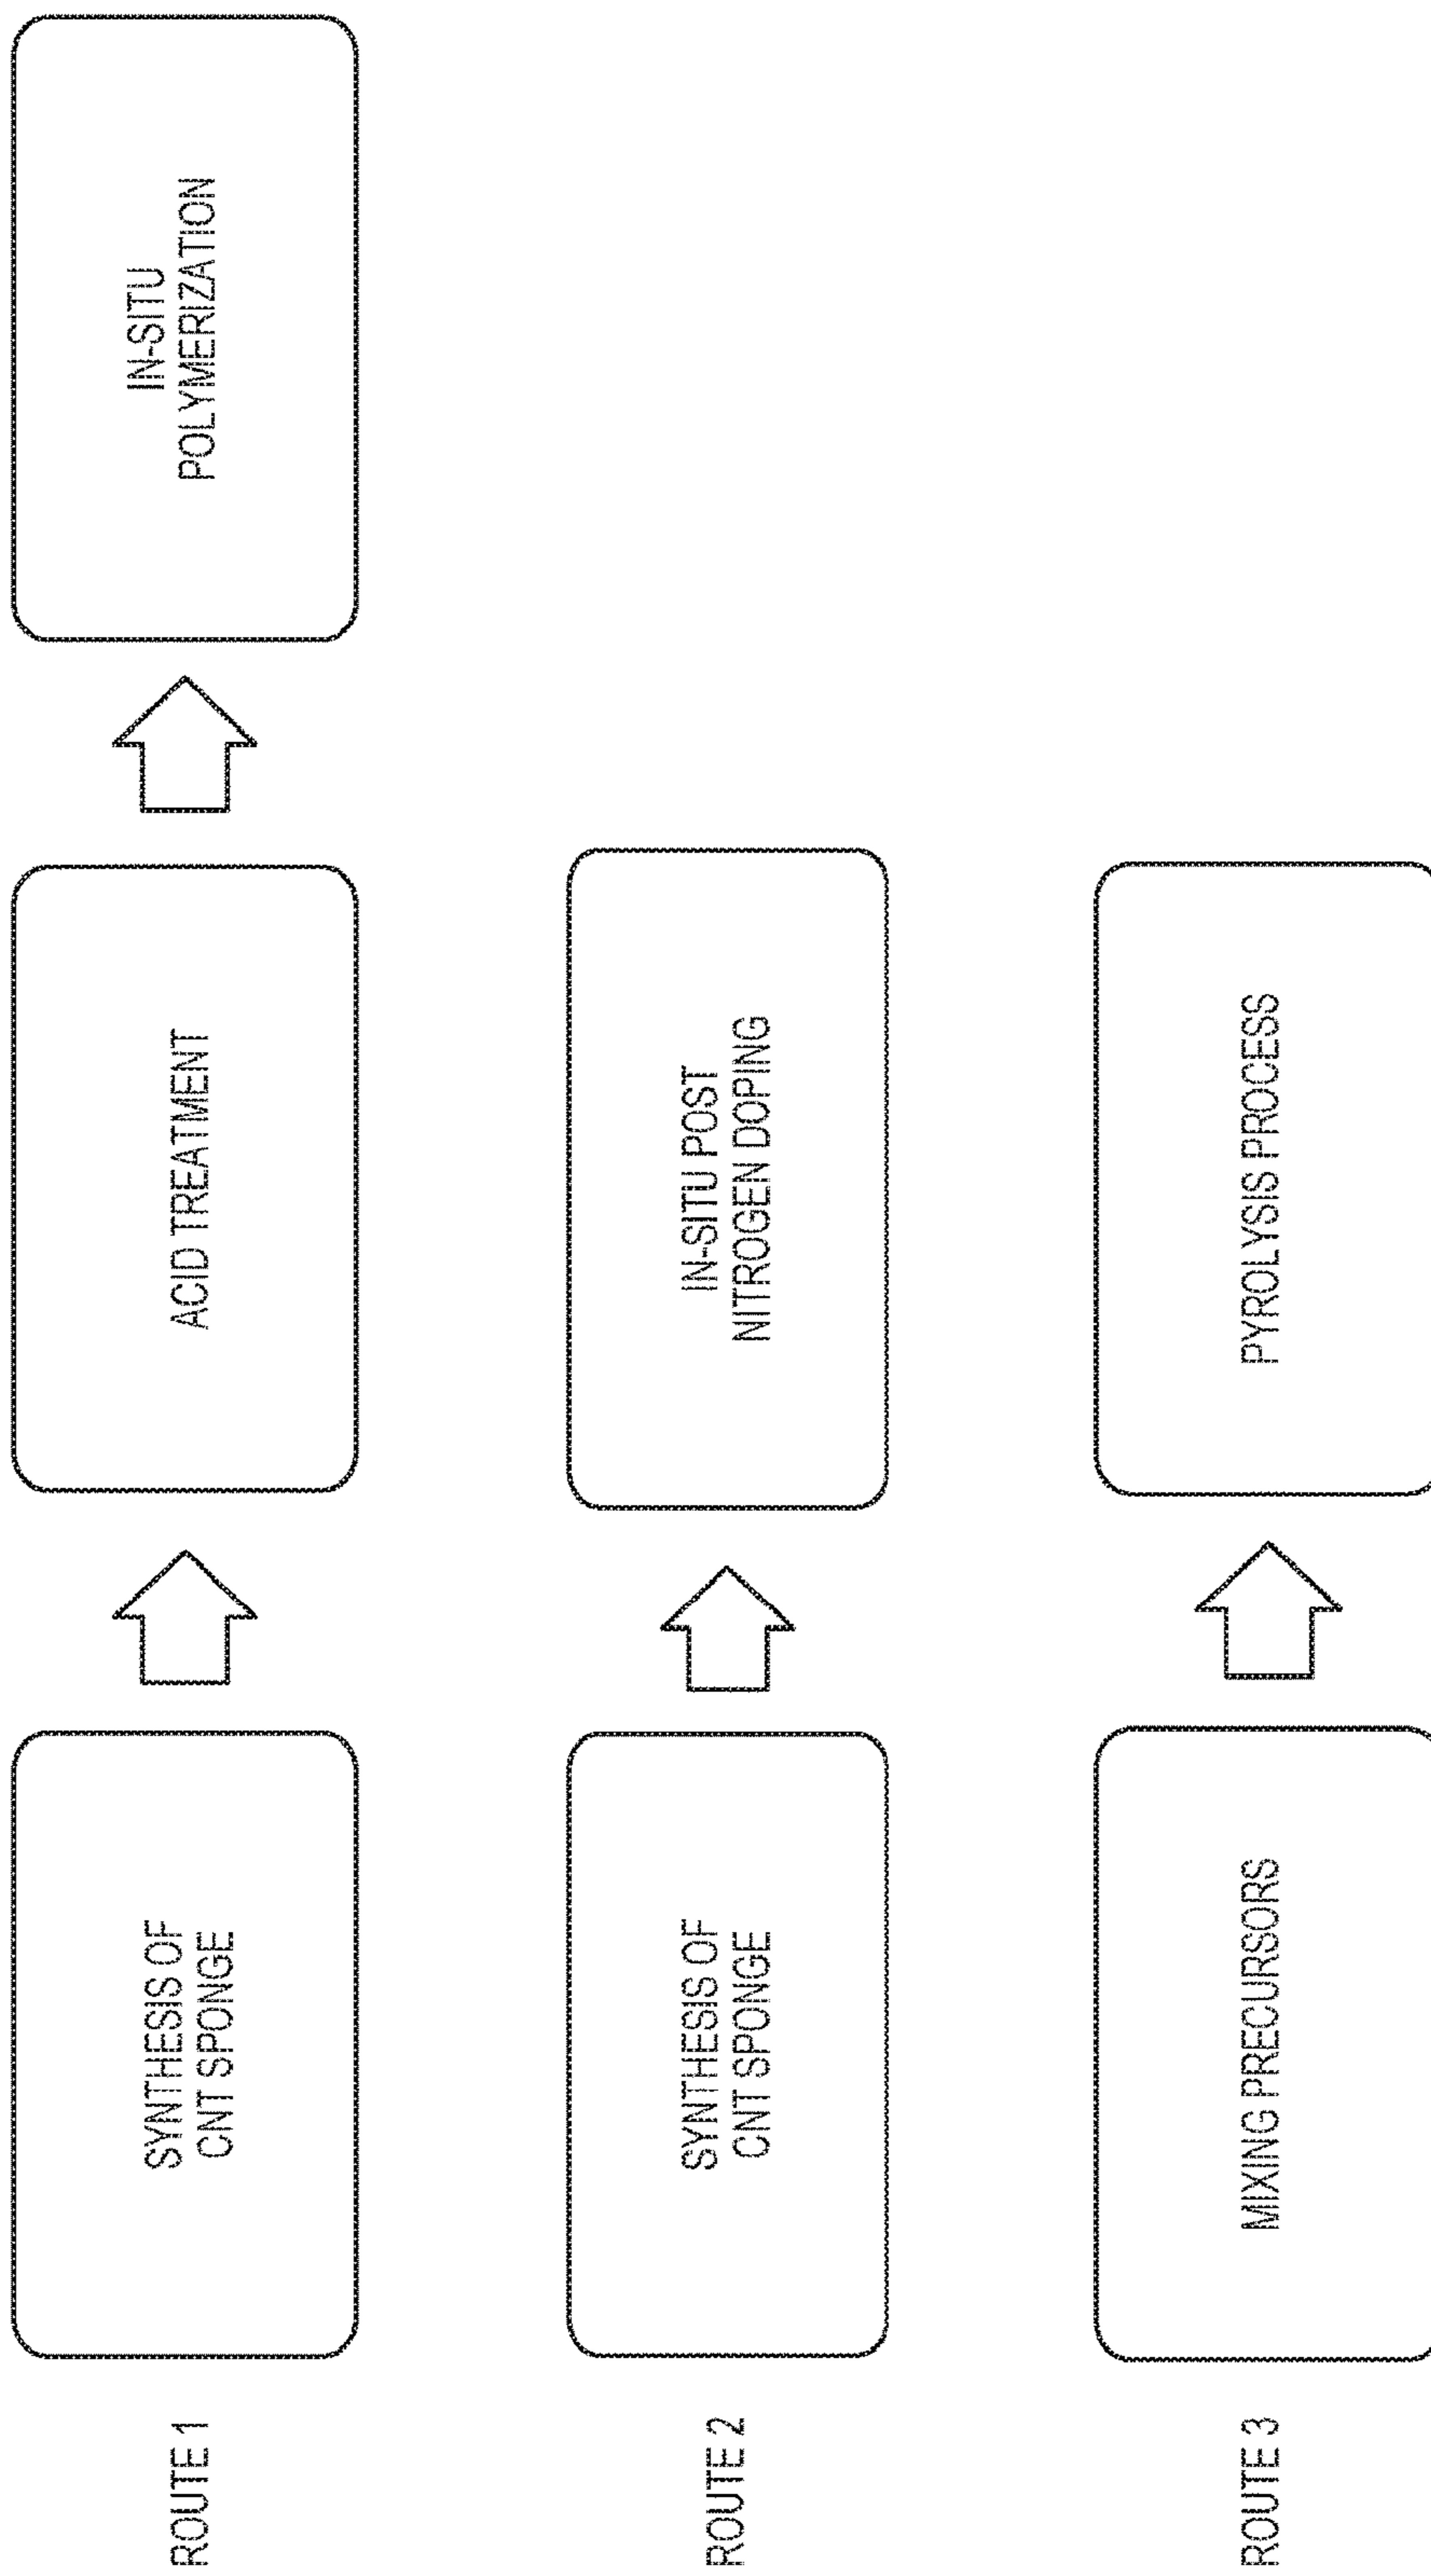 ROUTE 1
SYNTHESIS OF
CNT SPONGE
ACID TREATMENT
IN-SITU
POLYMERIZATION
ROUTE 2
SYNTHESIS OF
CNT SPONGE
IN-SITU POST
NITROGEN DOPING
ROUTE 3
MIXING PRECURSORS
PYROLYSIS PROCESS